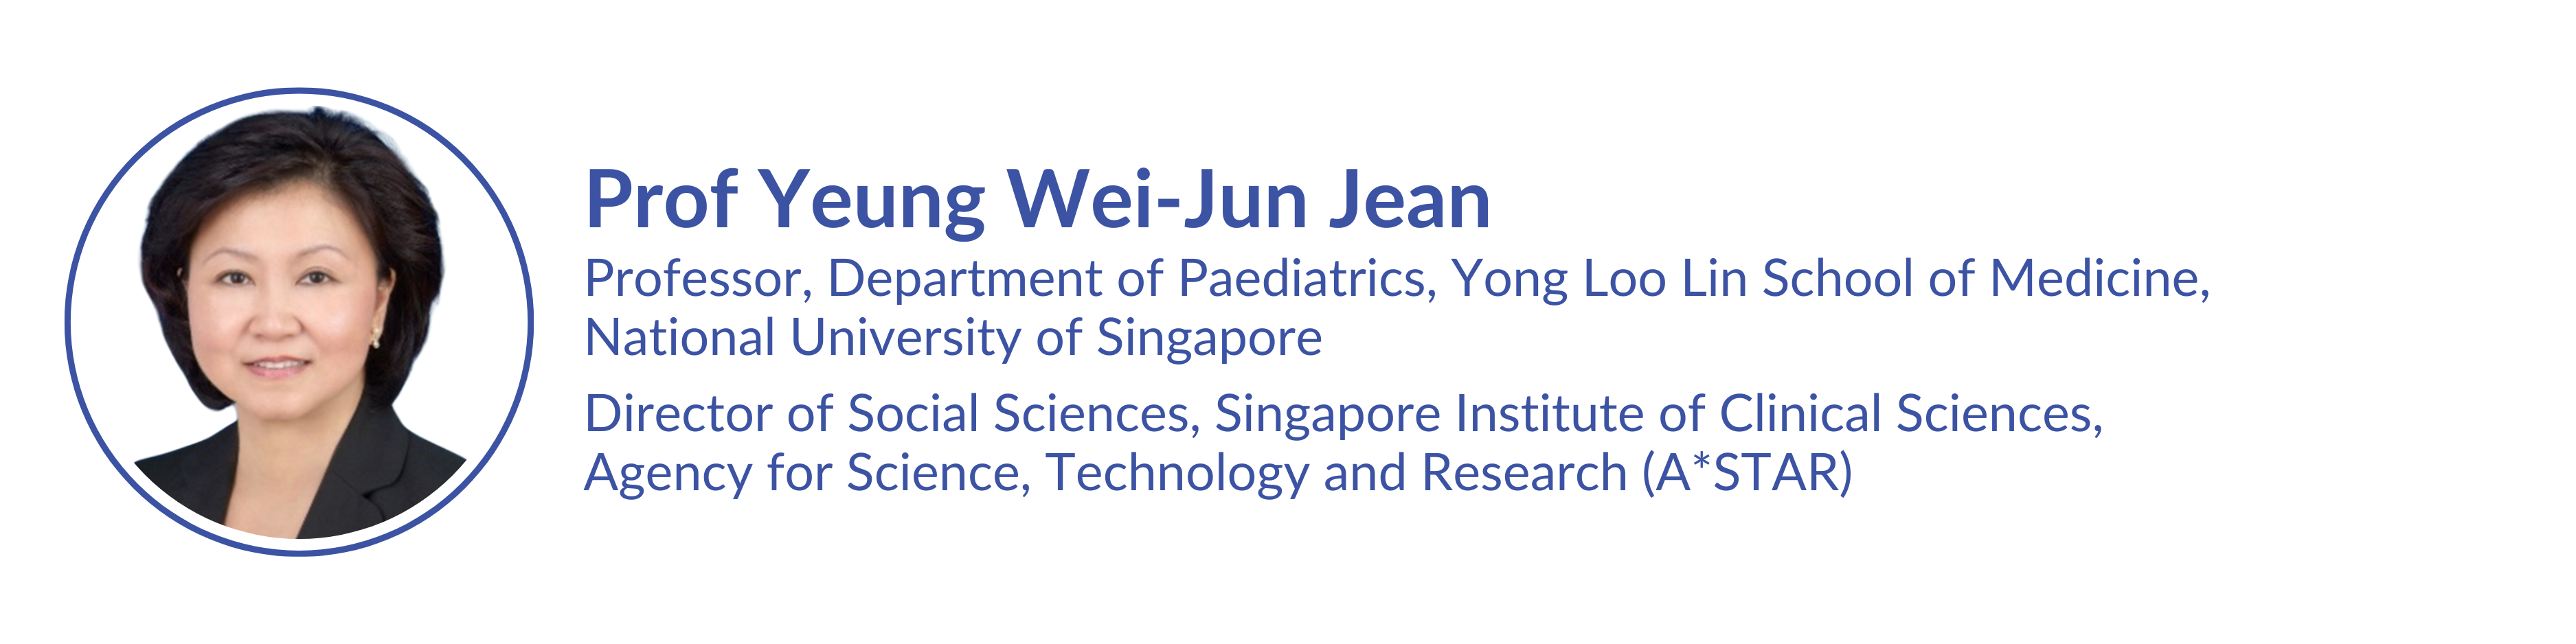 Prof Yeung Wei-Jun Jean
Professor, Department of Paediatrics, Yong Loo Lin School of Medicine,
National University of Singapore
Director of Social Sciences, Singapore Institute of Clinical Sciences,
Agency for Science, Technology and Research (A*STAR)